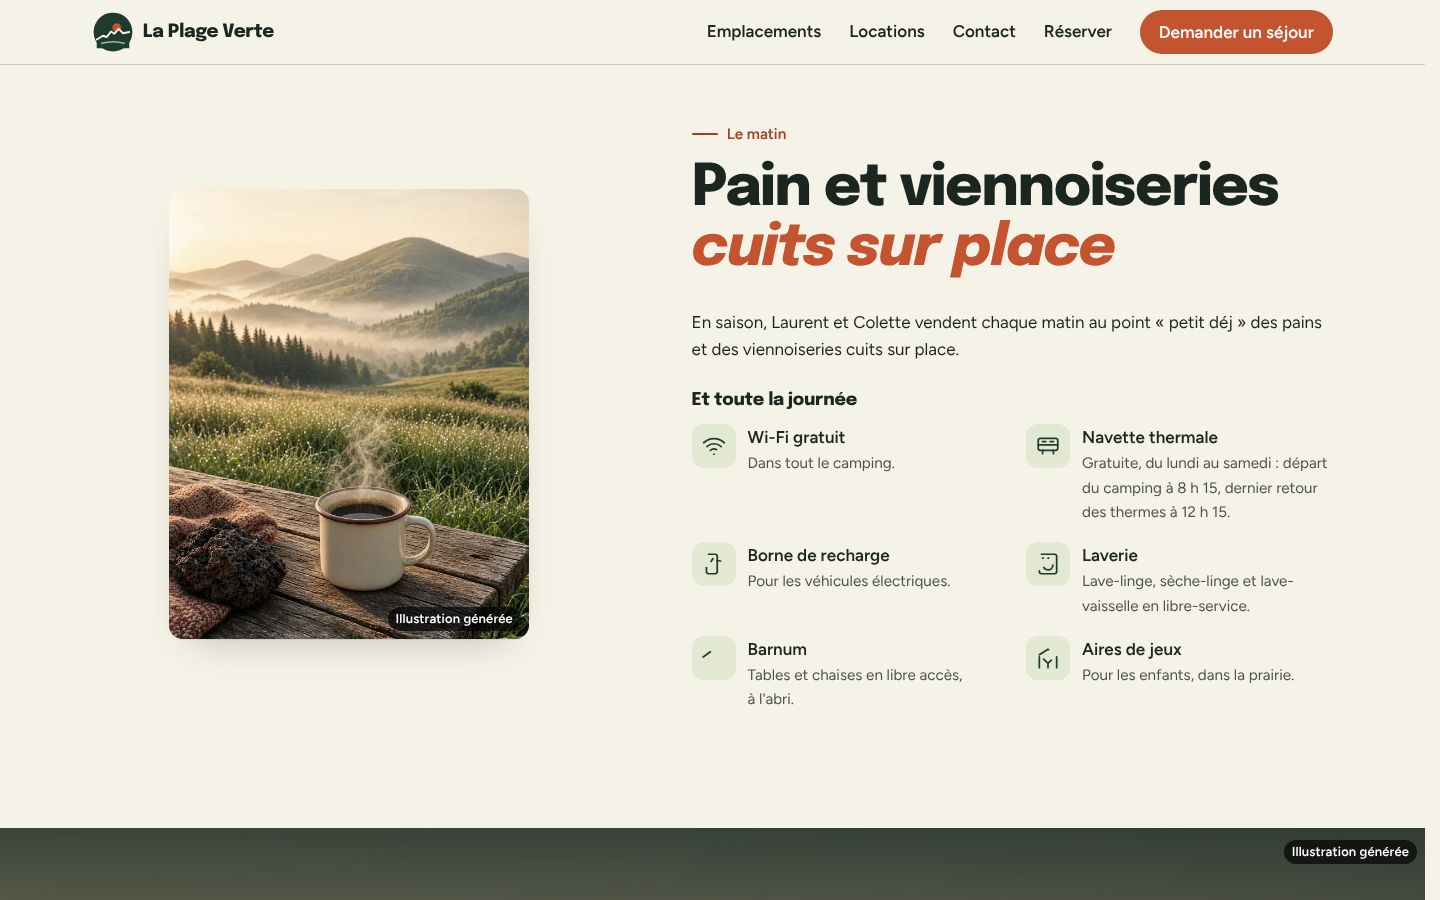 La Plage Verte
Emplacements
Locations
Contact
Réserver
Demander un séjour
Le matin
Pain et viennoiseries
cuits sur place
En saison, Laurent et Colette vendent chaque matin au point « petit déj » des pains
et des viennoiseries cuits sur place.
Et toute la journée
Wi-Fi gratuit
Dans tout le camping.
Navette thermale
Gratuite, du lundi au samedi : départ
du camping à 8 h 15, dernier retour
des thermes à 12 h 15.
Borne de recharge
Pour les véhicules électriques.
Laverie
Lave-linge, sèche-linge et lave-
vaisselle en libre-service.
Barnum
Tables et chaises en libre accès,
à l'abri.
Aires de jeux
Pour les enfants, dans la prairie.
Illustration générée
Illustration générée